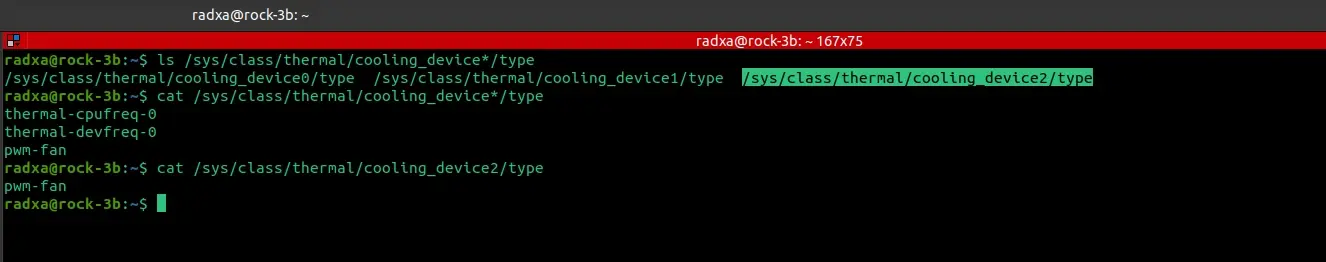 radxa@rock-3b: ~
radxa@rock-3b: ~ 167x75
radxa@rock-3b:~$ ls /sys/class/thermal/cooling_device*/type
/sys/class/thermal/cooling_device0/type  /sys/class/thermal/cooling_device1/type  /sys/class/thermal/cooling_device2/type
radxa@rock-3b:~$ cat /sys/class/thermal/cooling_device*/type
thermal-cpufreq-0
thermal-devfreq-0
pwm-fan
radxa@rock-3b:~$ cat /sys/class/thermal/cooling_device2/type
pwm-fan
radxa@rock-3b:~$